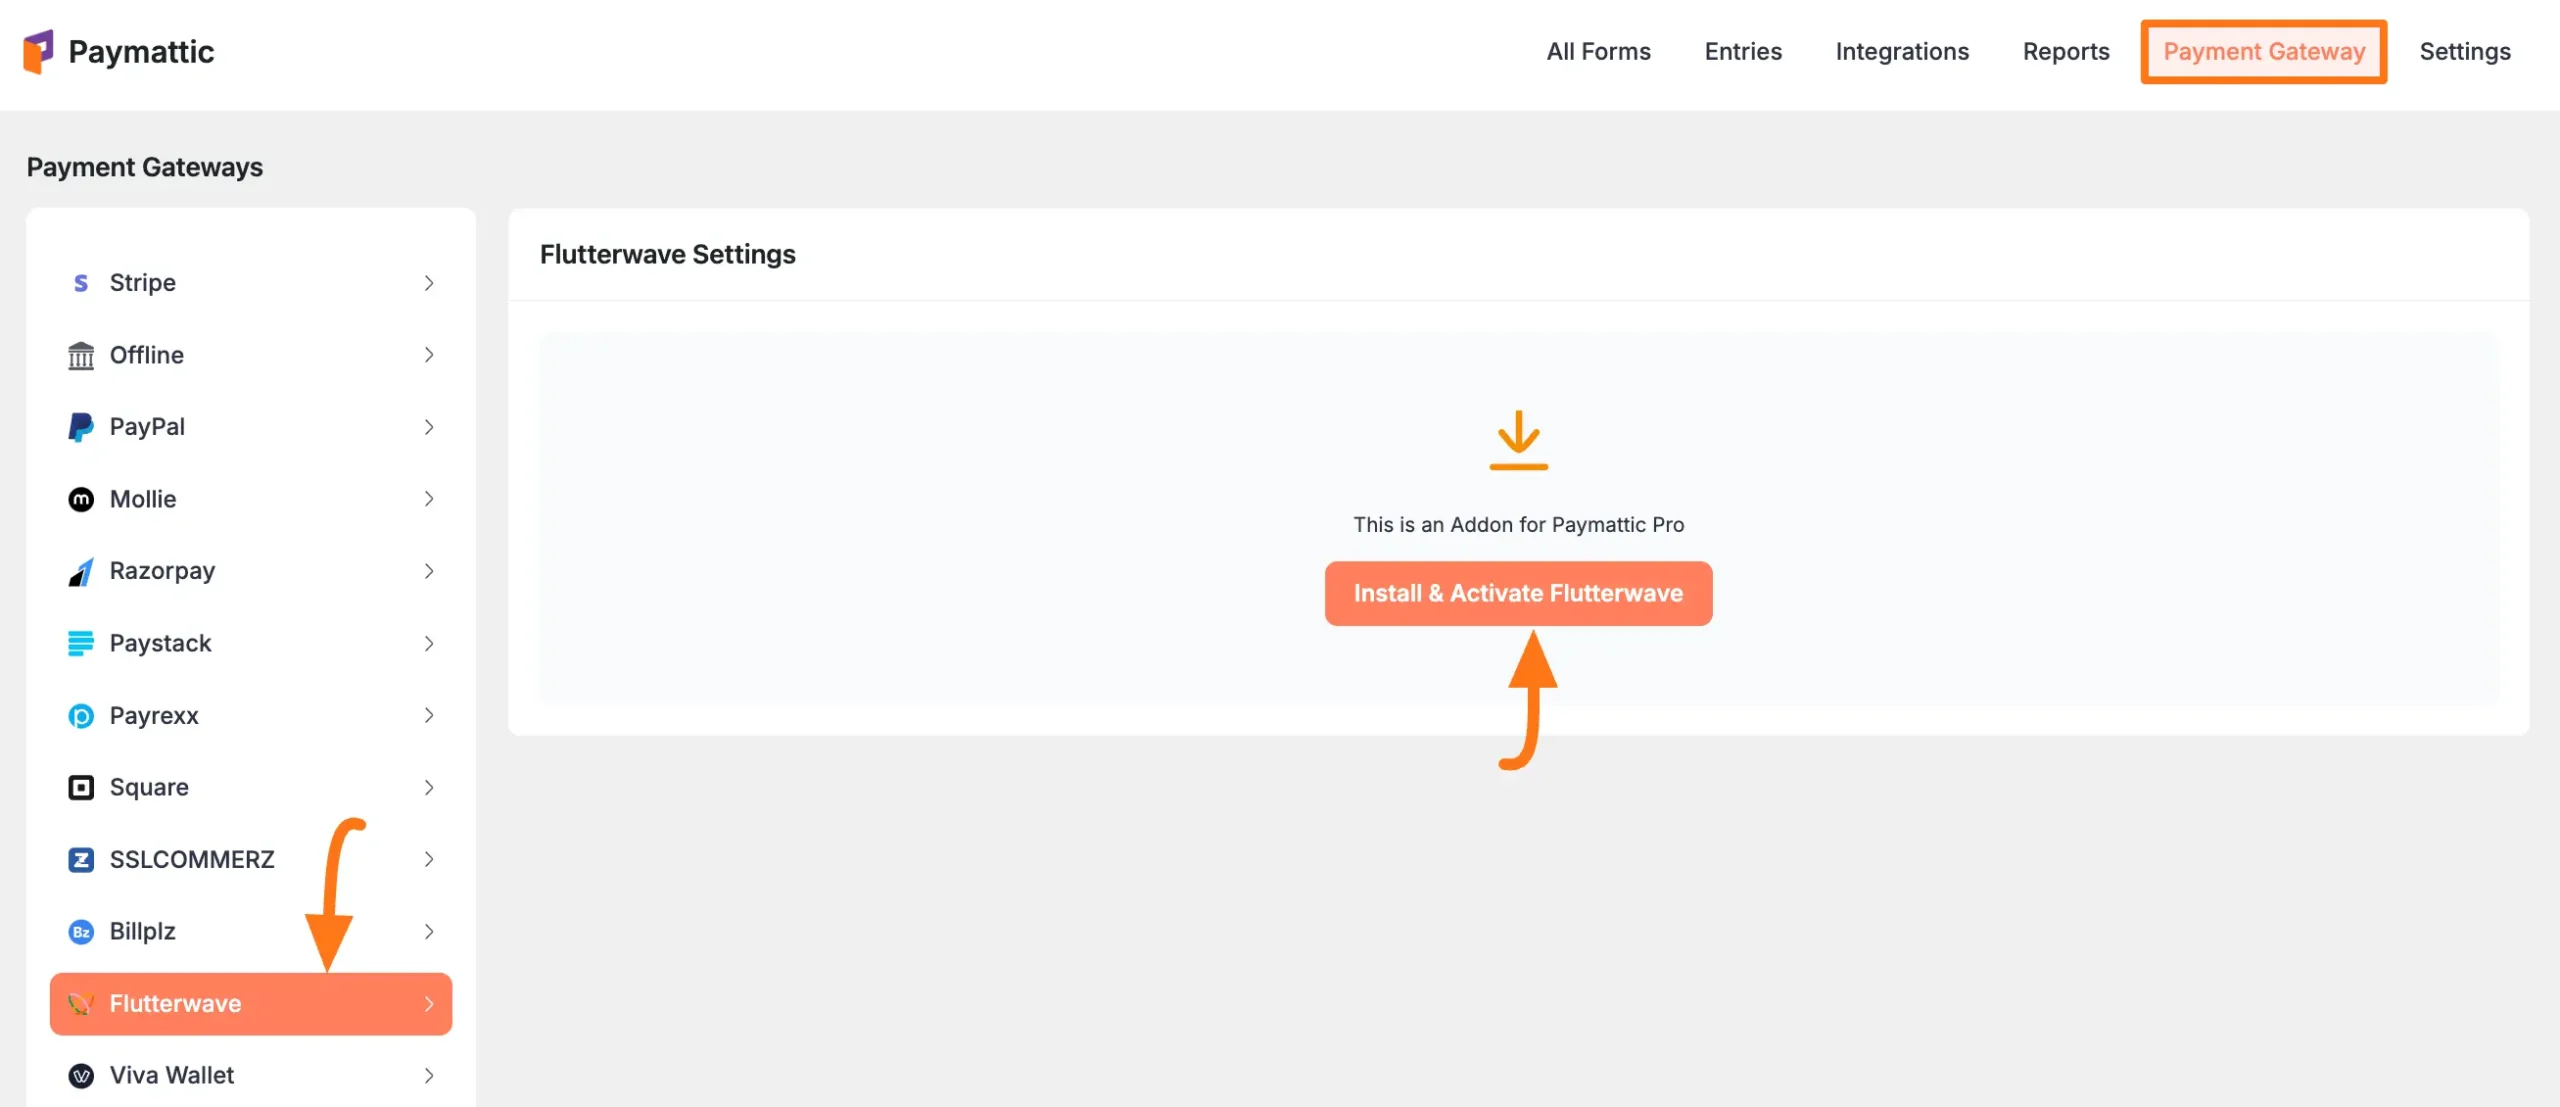 Paymattic
All Forms
Entries
Integrations
Reports
Payment Gateway
Settings
Payment Gateways
S Stripe
Offline
PayPal
m Mollie
Razorpay
Paystack
p Payrexx
Square
Z SSLCOMMERZ
Bz Billplz
Flutterwave
Viva Wallet
Flutterwave Settings
This is an Addon for Paymattic Pro
Install & Activate Flutterwave